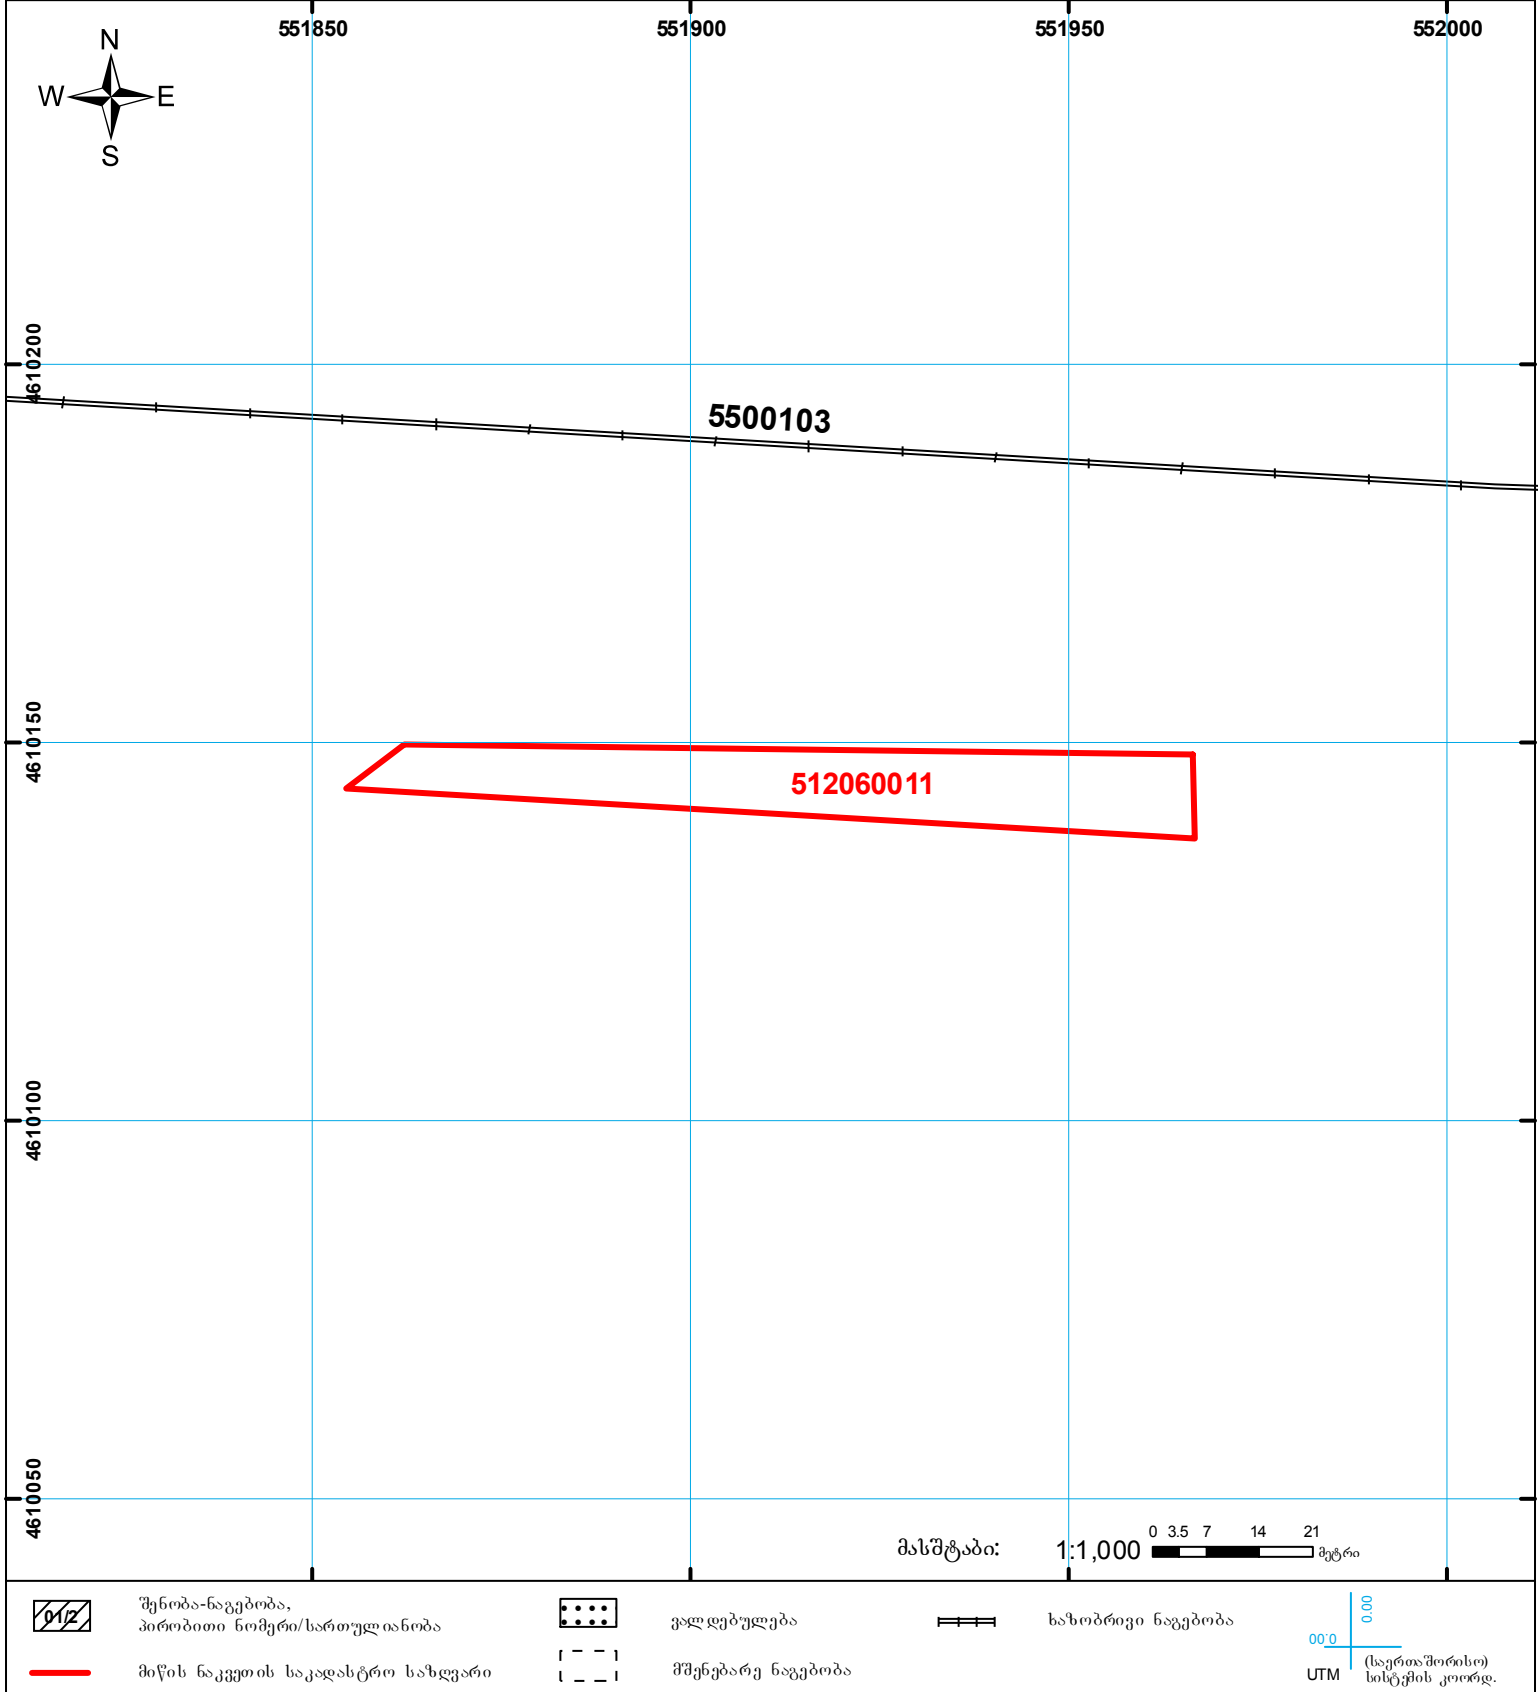 551850
551900
551950
552000
N
W
E
S
4610200
5500103
4610150
512060011
4610100
4610050
მასშტაბი:
1:1,000
0 3.5 7 14 21
მეტრი
01/2
შენობა-ნაგებობა,
პირობითი ნომერი/სართულიანობა
ვალდებულება
ხაზობრივი ნაგებობა
0.00
0.00
მიწის ნაკვეთის საკადასტრო საზღვარი
მშენებარე ნაგებობა
UTM
(საერთაშორისო)
სისტემის კოორდ.